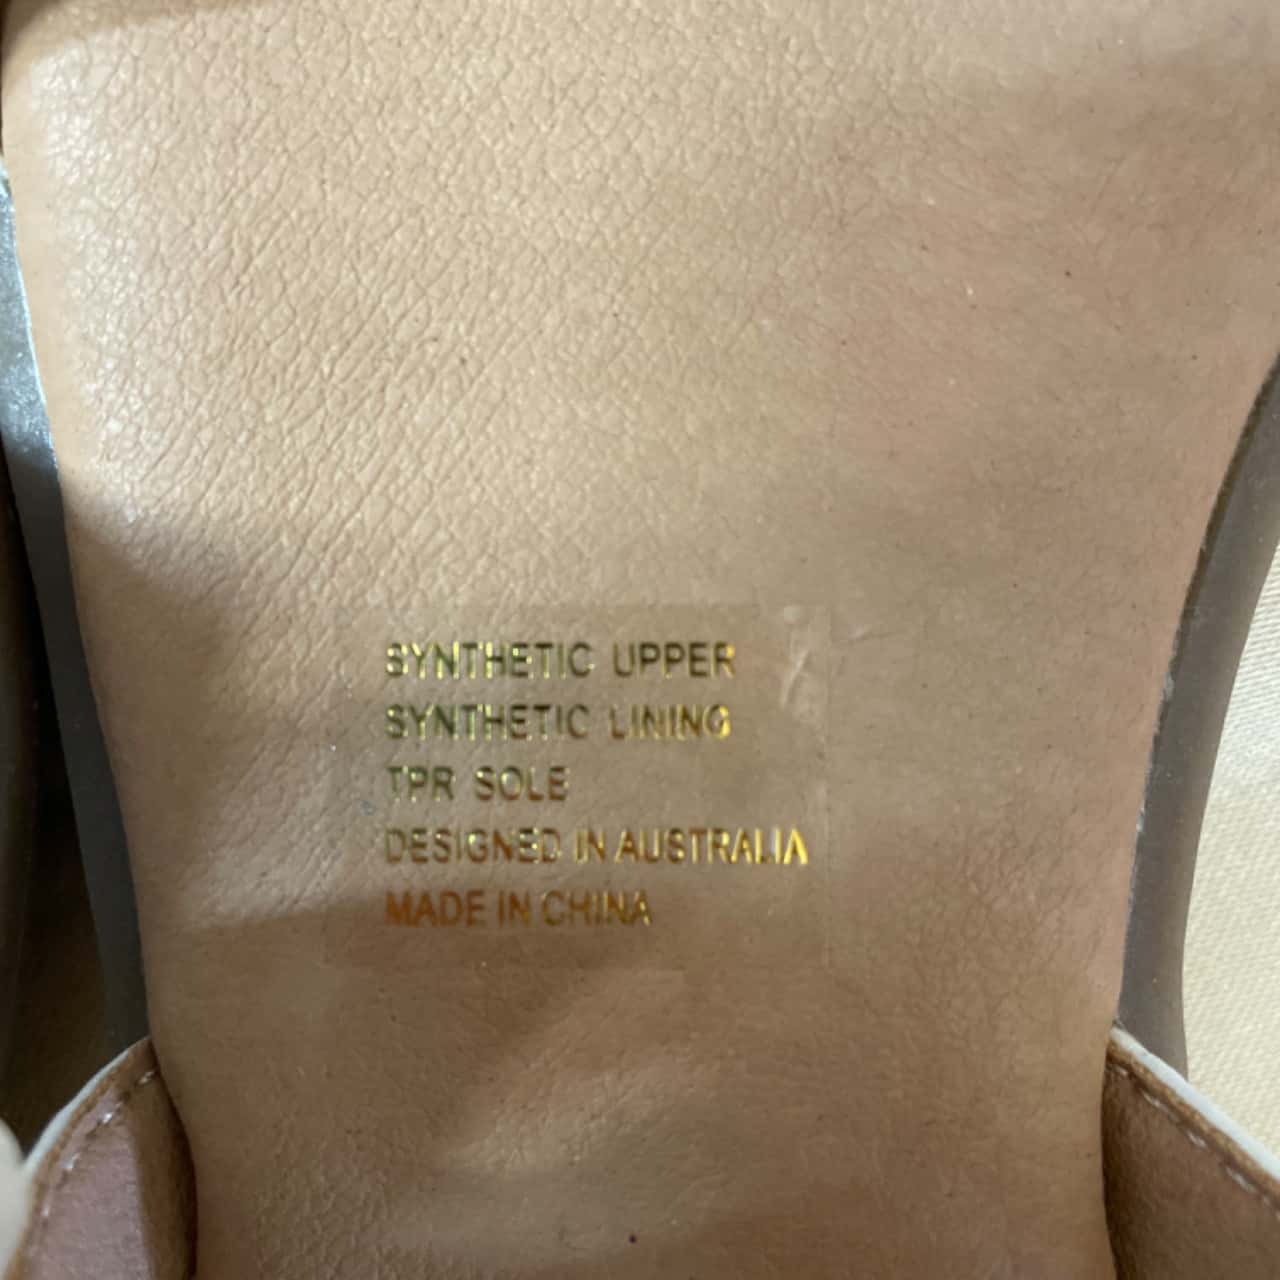 SYNTHETIC UPPER
SYNTHETIC LINING
TPR SOLE
DESIGNED IN AUSTRALIA
MADE IN CHINA